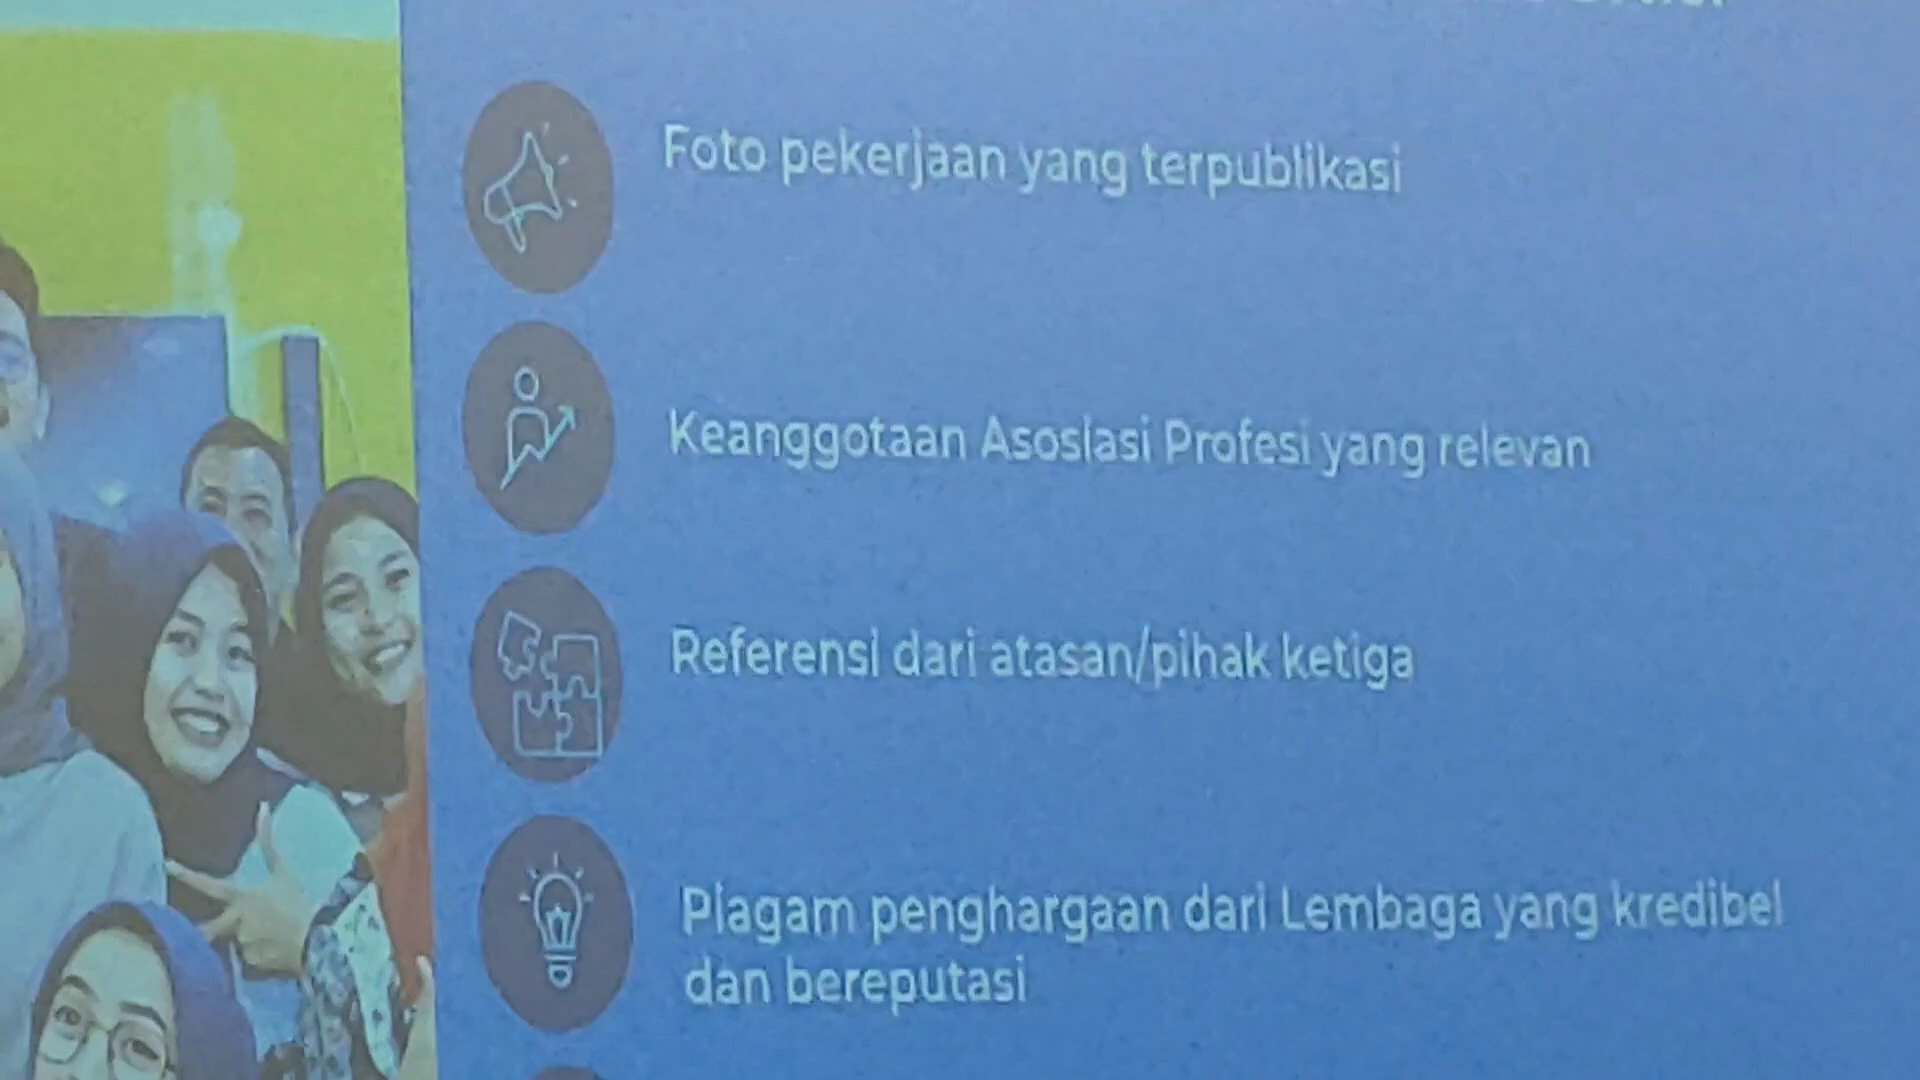 Foto pekerjaan yang terpublikasi
Keanggotaan Asosiasi Profesi yang relevan
Referensi dari atasan/pihak ketiga
Piagam penghargaan dari Lembaga yang kredibel
dan bereputasi